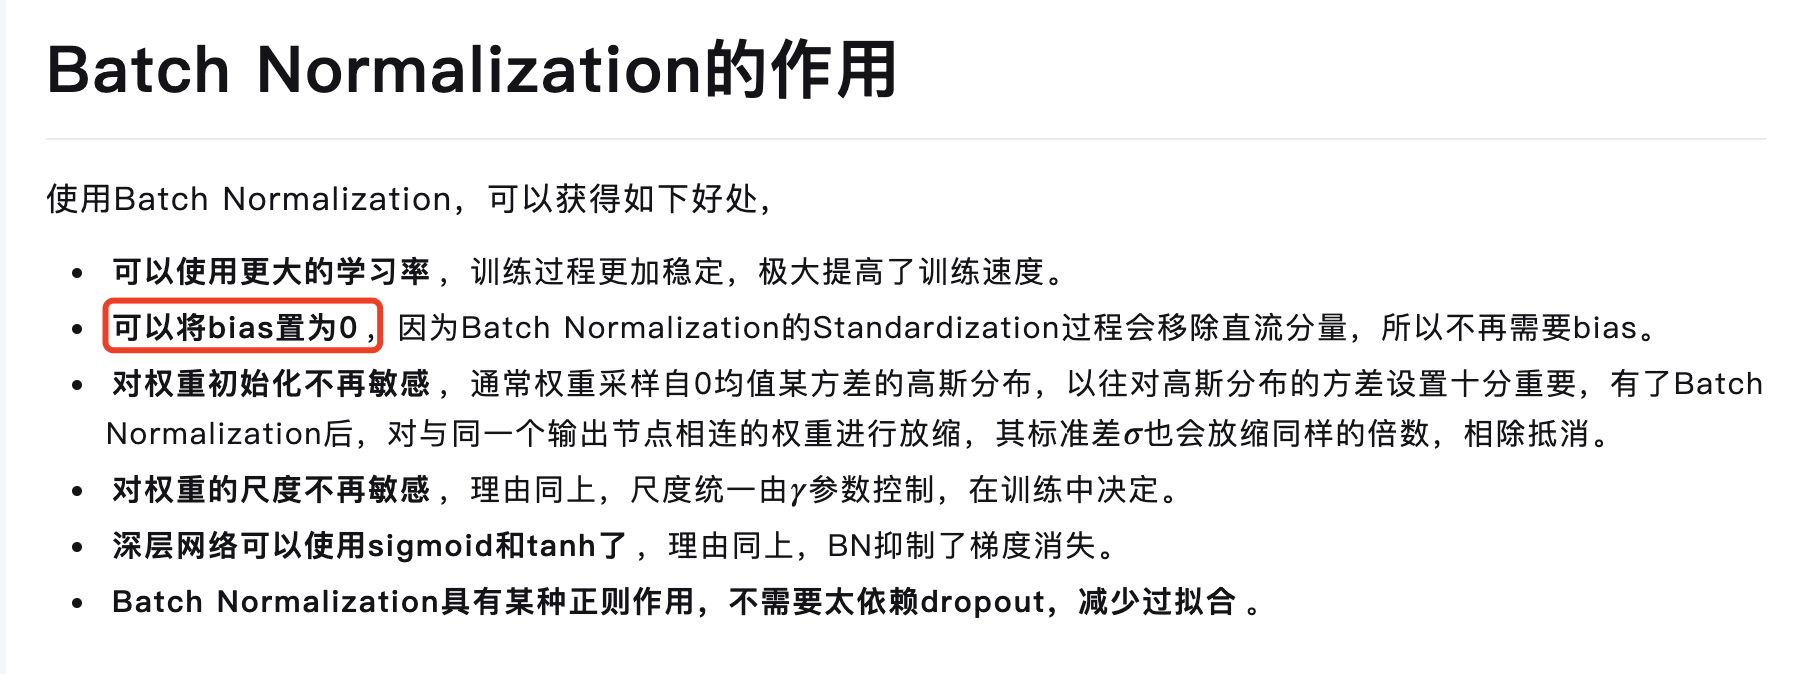 Batch Normalization的作用
使用Batch Normalization，可以获得如下好处，
• 可以使用更大的学习率，训练过程更加稳定，极大提高了训练速度。
• 可以将bias置为0，因为Batch Normalization的Standardization过程会移除直流分量，所以不再需要bias。
• 对权重初始化不再敏感，通常权重采样自0均值某方差的高斯分布，以往对高斯分布的方差设置十分重要，有了Batch
Normalization后，对与同一个输出节点相连的权重进行放缩，其标准差σ也会放缩同样的倍数，相除抵消。
• 对权重的尺度不再敏感，理由同上，尺度统一由γ参数控制，在训练中决定。
• 深层网络可以使用sigmoid和tanh了，理由同上，BN抑制了梯度消失。
• Batch Normalization具有某种正则作用，不需要太依赖dropout，减少过拟合。